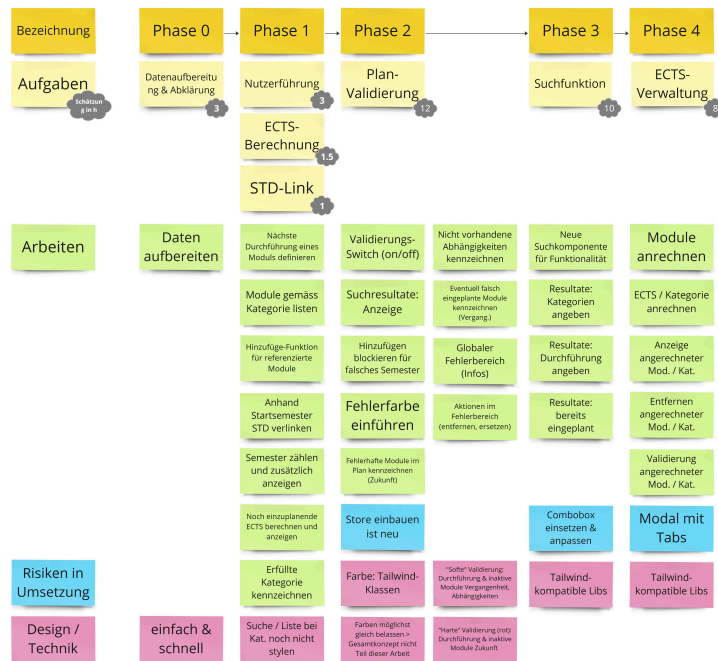 Bezeichnung
Phase 0
Phase 1
Phase 2
Phase 3
Phase 4
Aufgaben
Schätzun
g in h
Datenaufbereitu
ng & Abklärung
3
Nutzerführung
3
Plan-
Validierung
12
Suchfunktion
10
ECTS-
Verwaltung
8
ECTS-
Berechnung
1.5
STD-Link
1
Arbeiten
Daten
aufbereiten
Nächste
Durchführung eines
Moduls definieren
Validierungs-
Switch (on/off)
Nicht vorhandene
Abhängigkeiten
kennzeichnen
Neue
Suchkomponente
für Funktionalität
Module
anrechnen
Module gemäss
Kategorie listen
Suchresultate:
Anzeige
Eventuell falsch
eingeplante Module
kennzeichnen
(Vergang.)
Resultate:
Kategorien
angeben
ECTS / Kategorie
anrechnen
Hinzufüge-Funktion
für referenzierte
Module
Hinzufügen
blockieren für
falsches Semester
Globaler
Fehlerbereich
(Infos)
Resultate:
Durchführung
angeben
Anzeige
angerechneter
Mod. / Kat.
Anhand
Startsemester
STD verlinken
Fehlerfarbe
einführen
Aktionen im
Fehlerbereich
(entfernen, ersetzen)
Resultate:
bereits
eingeplant
Entfernen
angerechneter
Mod. / Kat.
Semester zählen
und zusätzlich
anzeigen
Fehlerhafte Module im
Plan kennzeichnen
(Zukunft)
Validierung
angerechneter
Mod. / Kat.
Noch einzuplanende
ECTS berechnen und
anzeigen
Store einbauen
ist neu
Combobox
einsetzen &
anpassen
Modal mit
Tabs
Risiken in
Umsetzung
Erfüllte
Kategorie
kennzeichnen
Farbe: Tailwind-
Klassen
"Softe" Validierung:
Durchführung & inaktive
Module Vergangenheit,
Abhängigkeiten
Tailwind-
kompatible Libs
Tailwind-
kompatible Libs
Design /
Technik
einfach &
schnell
Suche / Liste bei
Kat. noch nicht
stylen
Farben möglichst
gleich belassen >
Gesamtkonzept nicht
Teil dieser Arbeit
"Harte" Validierung (rot):
Durchführung & inaktive
Module Zukunft